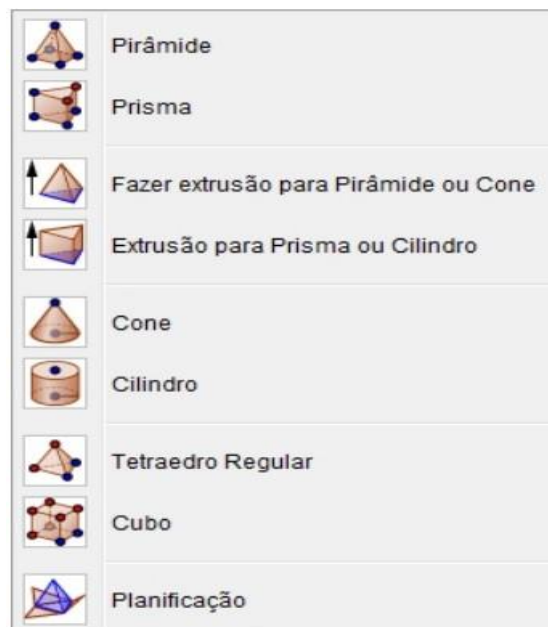 Pirâmide
Prisma
Fazer extrusão para Pirâmide ou Cone
Extrusão para Prisma ou Cilindro
Cone
Cilindro
Tetraedro Regular
Cubo
Planificação